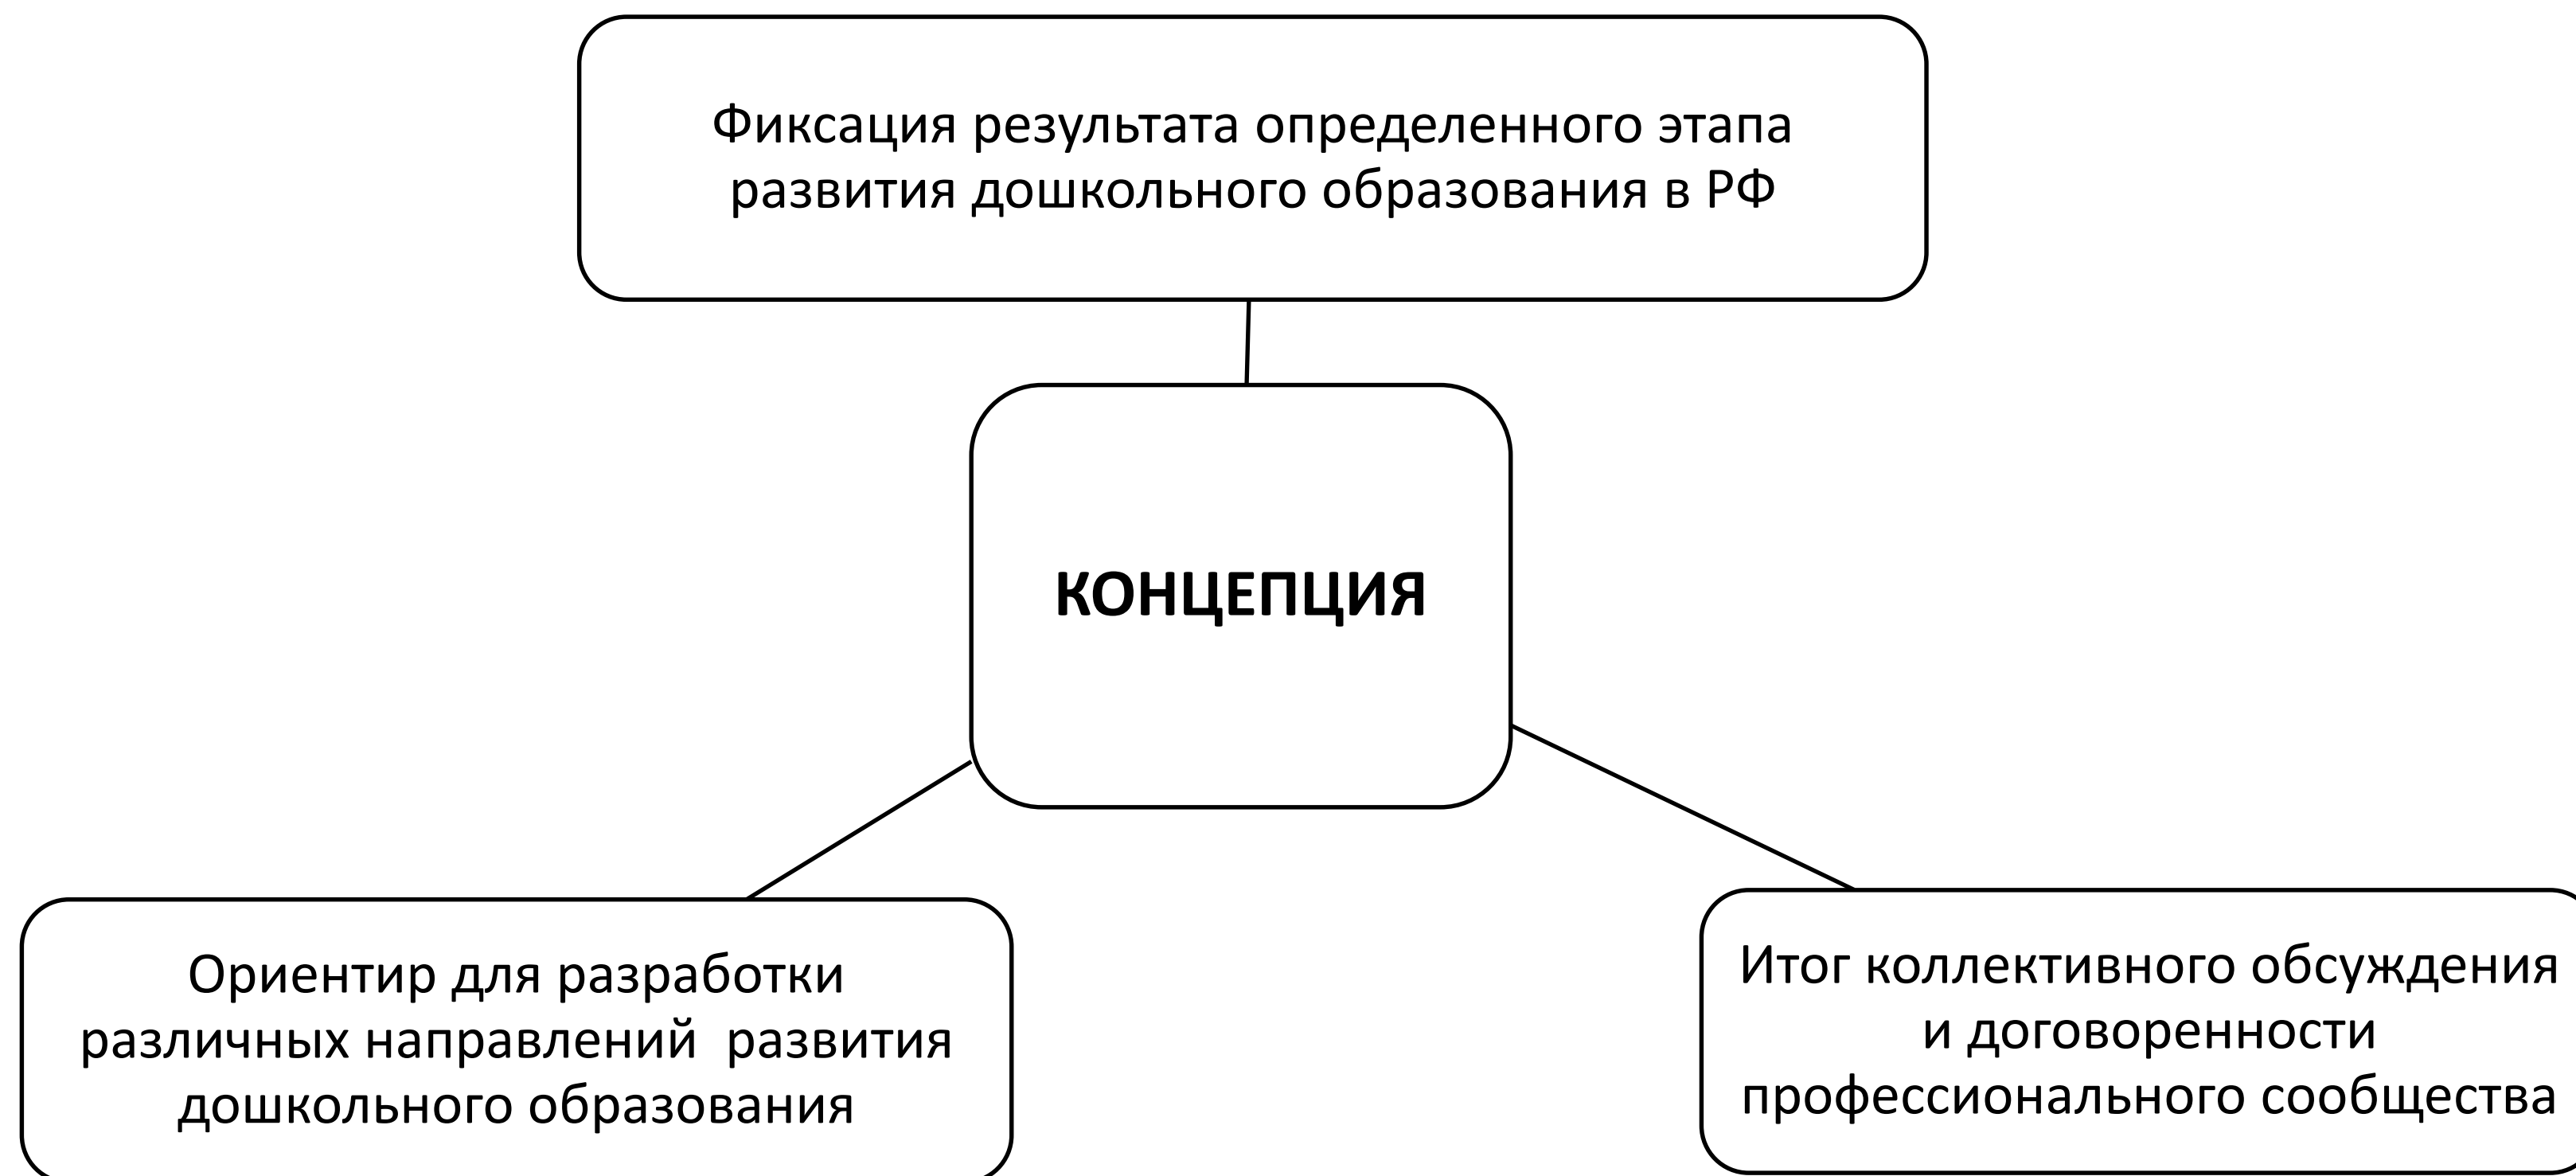 Фиксация результата определенного этапа
развития дошкольного образования в РФ
КОНЦЕПЦИЯ
Ориентир для разработки
различных направлений  развития
дошкольного образования
Итог коллективного обсуждения
и договоренности
профессионального сообщества